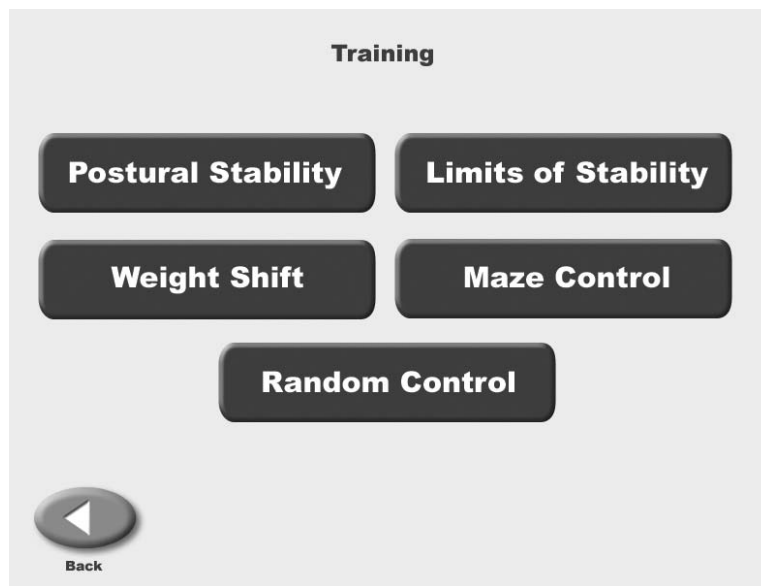 Training
Postural Stability
Limits of Stability
Weight Shift
Maze Control
Random Control
Back